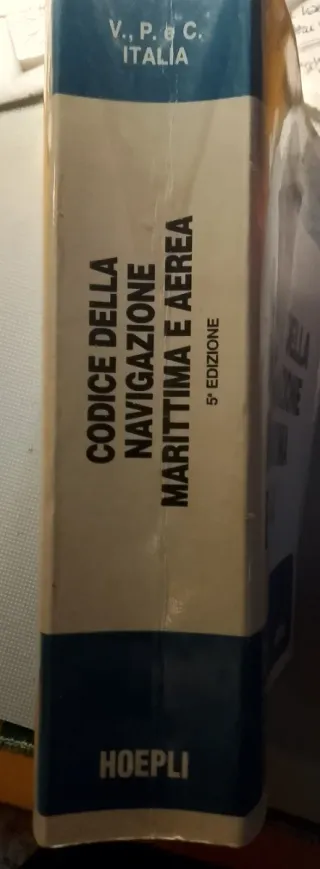 V., P. e C.
ITALIA
CODICE DELLA
NAVIGAZIONE
MARITTIMA E AEREA
5ª EDIZIONE
HOEPLI